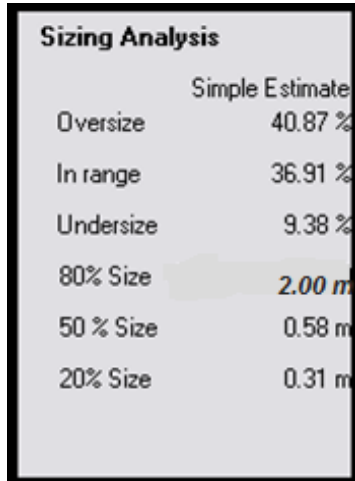 Sizing Analysis
Simple Estimate
Oversize 40.87 %
In range 36.91 %
Undersize 9.38 %
80% Size 2.00 m
50 % Size 0.58 m
20% Size 0.31 m